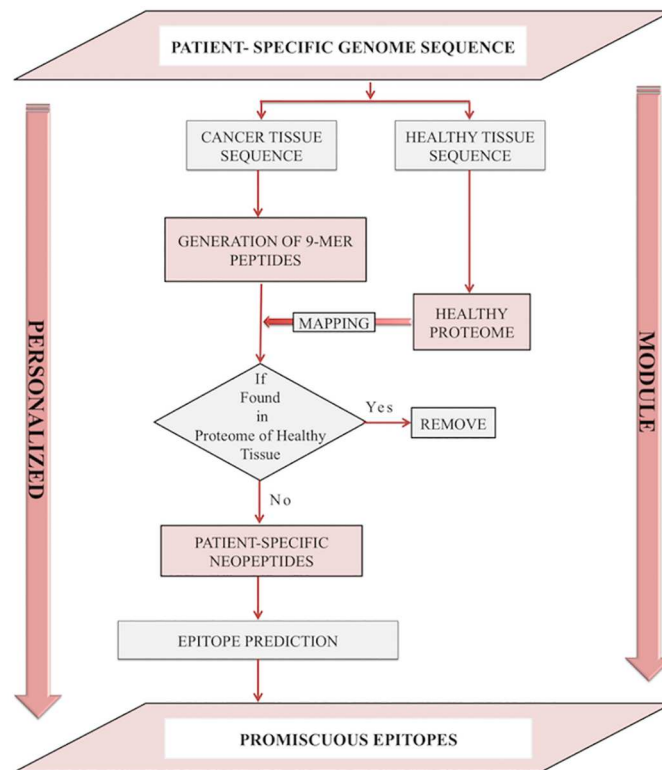 PATIENT- SPECIFIC GENOME SEQUENCE
CANCER TISSUE
SEQUENCE
HEALTHY TISSUE
SEQUENCE
GENERATION OF 9-MER
PEPTIDES
MAPPING
HEALTHY
PROTEOME
PERSONALIZED
MODULE
If
Found
in
Proteome of Healthy
Tissue
Yes
REMOVE
No
PATIENT-SPECIFIC
NEOPEPTIDES
EPITOPE PREDICTION
PROMISCUOUS EPITOPES